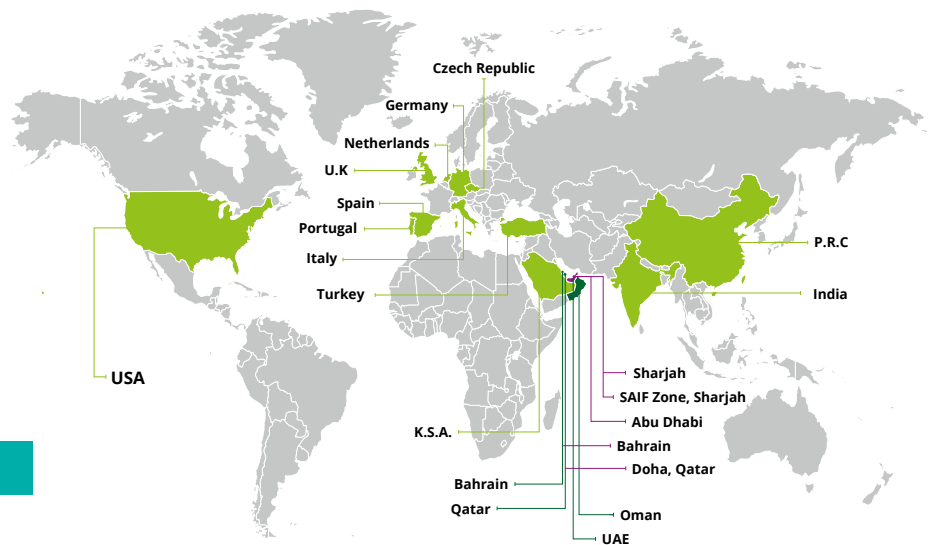 Czech Republic
Germany
Netherlands
U.K
Spain
Portugal
Italy
Turkey
USA
P.R.C
India
Sharjah
SAIF Zone, Sharjah
Abu Dhabi
K.S.A.
Bahrain
Doha, Qatar
Bahrain
Qatar
Oman
UAE